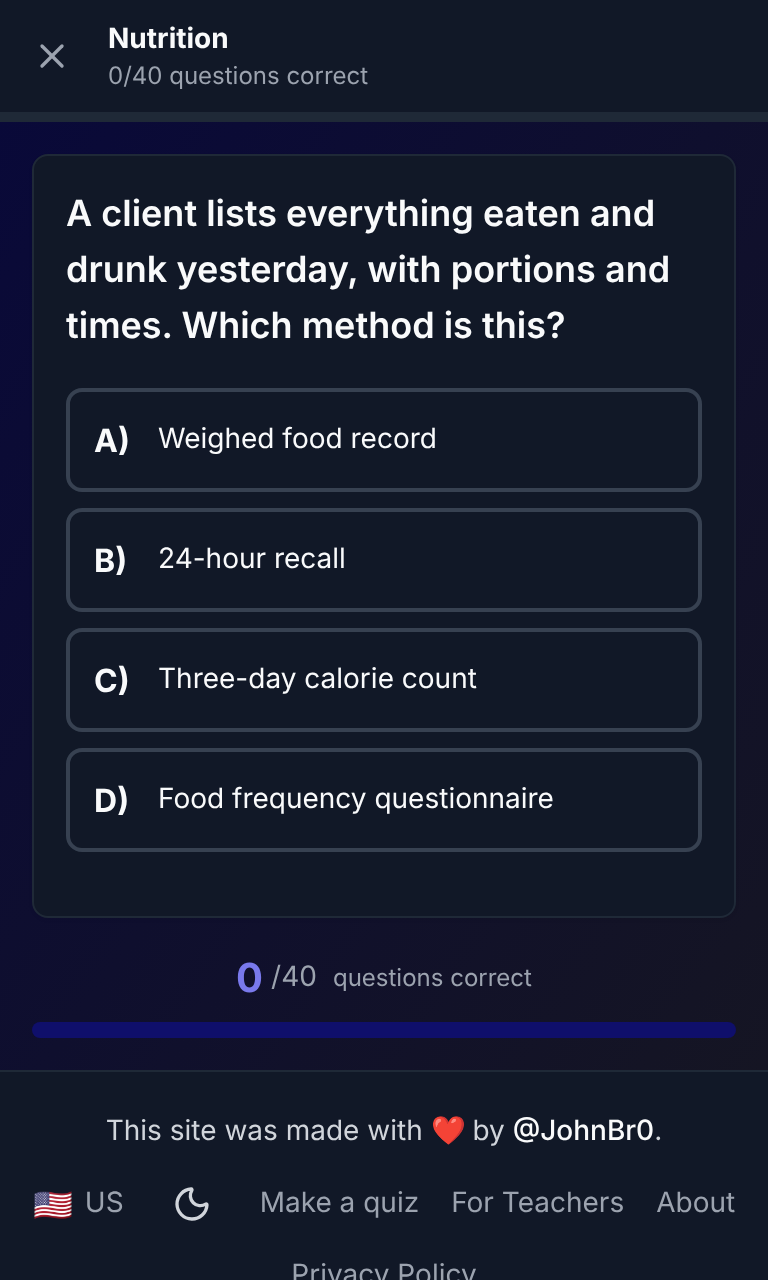 Nutrition
0/40 questions correct
A client lists everything eaten and
drunk yesterday, with portions and
times. Which method is this?
A) Weighed food record
B) 24-hour recall
C) Three-day calorie count
D) Food frequency questionnaire
0 /40 questions correct
This site was made with ❤️ by @JohnBr0.
🇺🇸 US Make a quiz For Teachers About
Privacy Policy